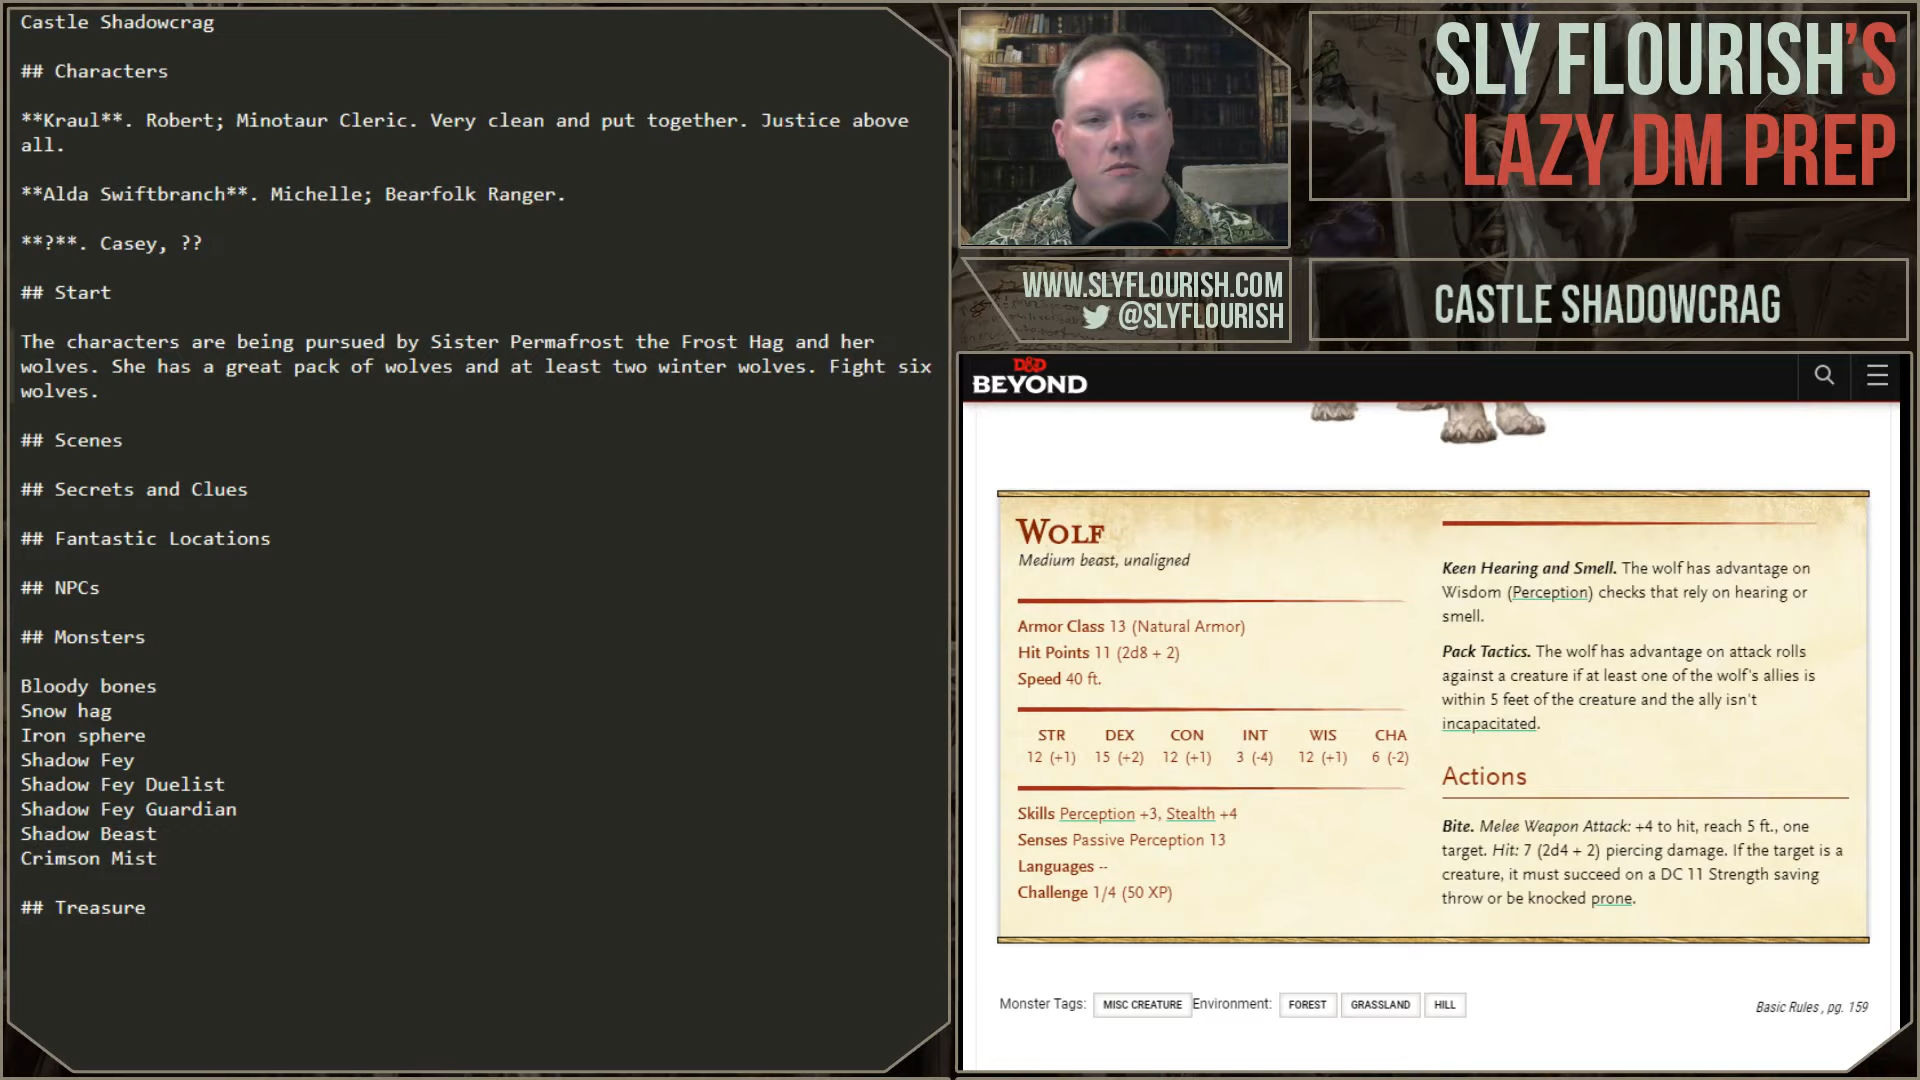 Castle Shadowcrag
## Characters
**Kraul**. Robert; Minotaur Cleric. Very clean and put together. Justice above
all.
**Alda Swiftbranch**. Michelle; Bearfolk Ranger.
**?**. Casey, ??
## Start
The characters are being pursued by Sister Permafrost the Frost Hag and her
wolves. She has a great pack of wolves and at least two winter wolves. Fight six
wolves.
## Scenes
## Secrets and Clues
## Fantastic Locations
## NPCs
## Monsters
Bloody bones
Snow hag
Iron sphere
Shadow Fey
Shadow Fey Duelist
Shadow Fey Guardian
Shadow Beast
Crimson Mist
## Treasure
SLY FLOURISH'S
LAZY DM PREP
WWW.SLYFLOURISH.COM
@SLYFLOURISH
CASTLE SHADOWCRAG
D&D
BEYOND
WOLF
Medium beast, unaligned
Armor Class 13 (Natural Armor)
Hit Points 11 (2d8 + 2)
Speed 40 ft.
STR DEX CON INT WIS CHA
12 (+1) 15 (+2) 12 (+1) 3 (-4) 12 (+1) 6 (-2)
Skills Perception +3, Stealth +4
Senses Passive Perception 13
Languages --
Challenge 1/4 (50 XP)
Keen Hearing and Smell. The wolf has advantage on
Wisdom (Perception) checks that rely on hearing or
smell.
Pack Tactics. The wolf has advantage on attack rolls
against a creature if at least one of the wolf's allies is
within 5 feet of the creature and the ally isn't
incapacitated.
Actions
Bite. Melee Weapon Attack: +4 to hit, reach 5 ft., one
target. Hit: 7 (2d4 + 2) piercing damage. If the target is a
creature, it must succeed on a DC 11 Strength saving
throw or be knocked prone.
Monster Tags: MISC CREATURE Environment: FOREST GRASSLAND HILL
Basic Rules, pg. 159